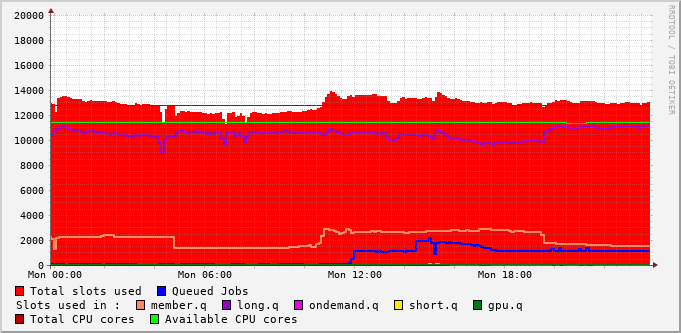 20000
18000
16000
14000
12000
10000
8000
6000
4000
2000
0
Mon 00:00 Mon 06:00 Mon 12:00 Mon 18:00
RRDTOOL / TOBI OETIKER
Total slots used Queued Jobs
Slots used in : member.q long.q ondemand.q short.q gpu.q
Total CPU cores Available CPU cores